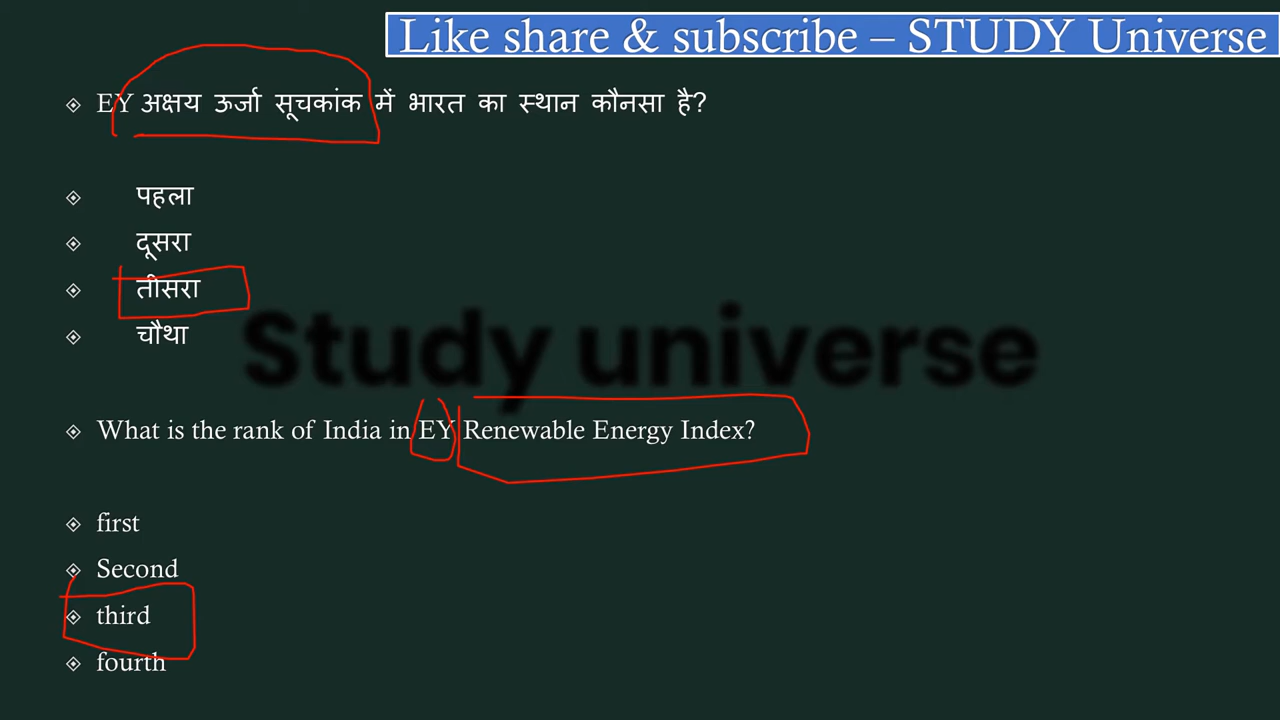 Like share & subscribe – STUDY Universe
EY अक्षय ऊर्जा सूचकांक में भारत का स्थान कौनसा है?
पहला
दूसरा
तीसरा
चौथा
Study universe
What is the rank of India in EY Renewable Energy Index?
first
Second
third
fourth